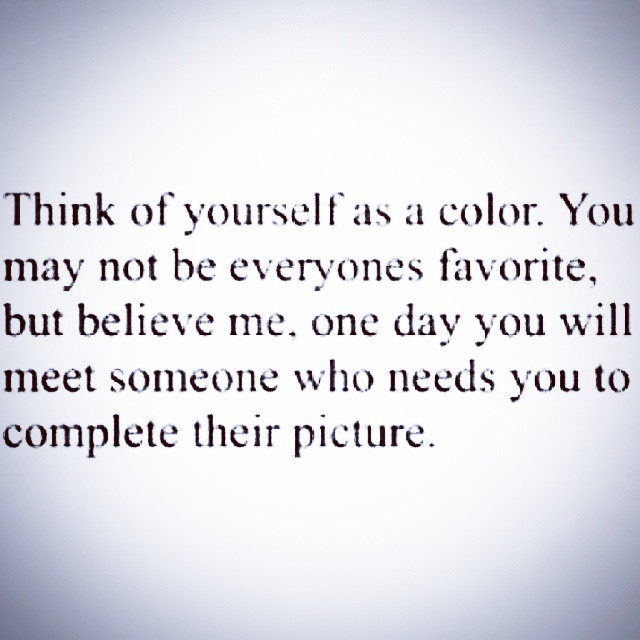 Think of yourself as a color. You
may not be everyones favorite,
but believe me, one day you will
meet someone who needs you to
complete their picture.